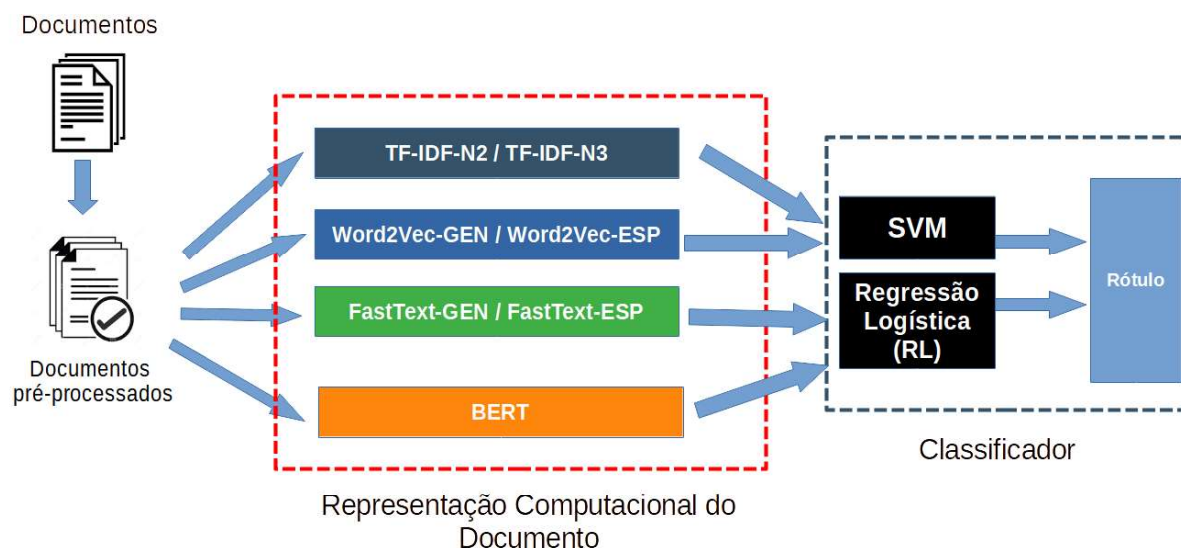 Documentos
Documentos
pré-processados
TF-IDF-N2 / TF-IDF-N3
Word2Vec-GEN / Word2Vec-ESP
FastText-GEN / FastText-ESP
BERT
Representação Computacional do
Documento
SVM
Regressão
Logística
(RL)
Rótulo
Classificador